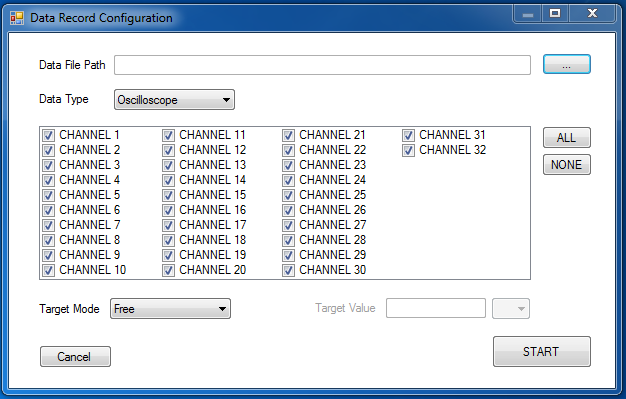 Data Record Configuration
Data File Path ...
Data Type Oscilloscope
CHANNEL 1 CHANNEL 11 CHANNEL 21 CHANNEL 31 ALL
CHANNEL 2 CHANNEL 12 CHANNEL 22 CHANNEL 32
CHANNEL 3 CHANNEL 13 CHANNEL 23 NONE
CHANNEL 4 CHANNEL 14 CHANNEL 24
CHANNEL 5 CHANNEL 15 CHANNEL 25
CHANNEL 6 CHANNEL 16 CHANNEL 26
CHANNEL 7 CHANNEL 17 CHANNEL 27
CHANNEL 8 CHANNEL 18 CHANNEL 28
CHANNEL 9 CHANNEL 19 CHANNEL 29
CHANNEL 10 CHANNEL 20 CHANNEL 30
Target Mode Free Target Value
Cancel START